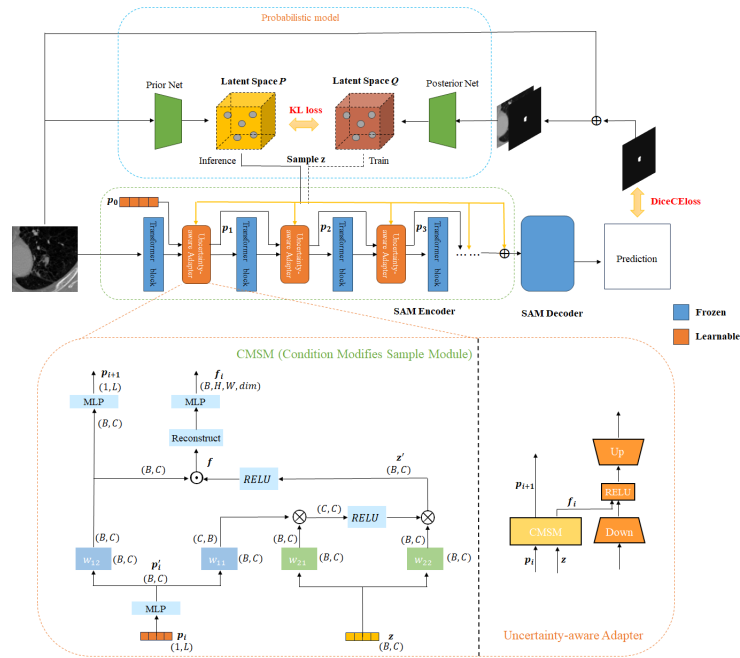 Probabilistic model
Prior Net
Latent Space P
Latent Space Q
Posterior Net
KL loss
Inference
Sample z
Train
DiceCEloss
p0
Transformer block
Uncertainty-aware Adapter
p1
Transformer block
Uncertainty-aware Adapter
p2
Transformer block
Uncertainty-aware Adapter
p3
Transformer block
......
SAM Encoder
SAM Decoder
Prediction
Frozen
Learnable
CMSM (Condition Modifies Sample Module)
pi+1
(1, L)
MLP
(B, C)
fi
(B, H, W, dim)
MLP
Reconstruct
f
(B, C)
RELU
z'
(B, C)
(B, C)
(C, B)
(C, C)
RELU
(B, C)
(B, C)
w12
(B, C)
w11
(B, C)
w21
(B, C)
w22
(B, C)
p'i
(B, C)
MLP
pi
(1, L)
z
(B, C)
Up
pi+1
fi
RELU
CMSM
Down
pi
z
Uncertainty-aware Adapter